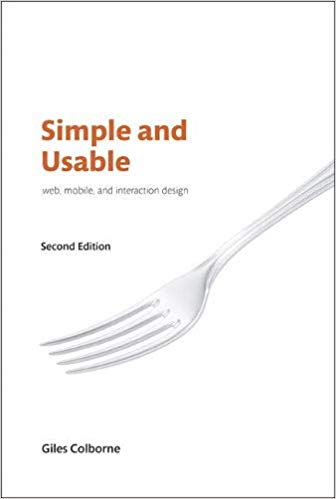 Simple and
Usable
web, mobile, and interaction design
Second Edition
Giles Colborne